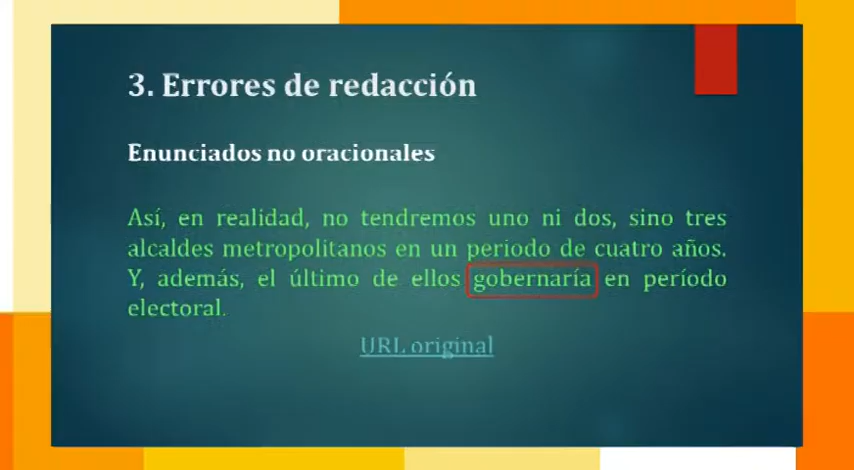 3. Errores de redacción
Enunciados no oracionales
Así, en realidad, no tendremos uno ni dos, sino tres
alcaldes metropolitanos en un periodo de cuatro años.
Y, además, el último de ellos gobernaría en período
electoral.
URL original